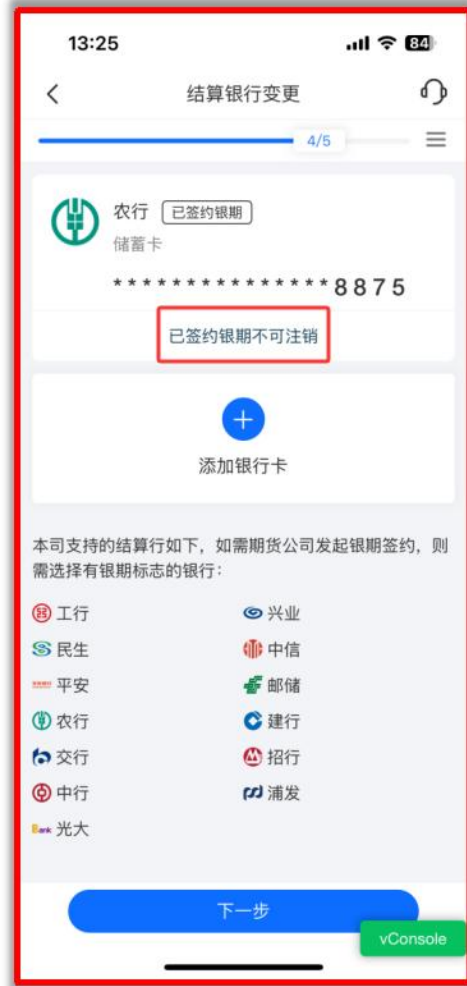 13:25
84
结算银行变更
4/5
农行 已签约银期
储蓄卡
***************8875
已签约银期不可注销
添加银行卡
本司支持的结算行如下，如需期货公司发起银期签约，则
需选择有银期标志的银行：
工行 兴业
民生 中信
平安 邮储
农行 建行
交行 招行
中行 浦发
Bank 光大
下一步
vConsole